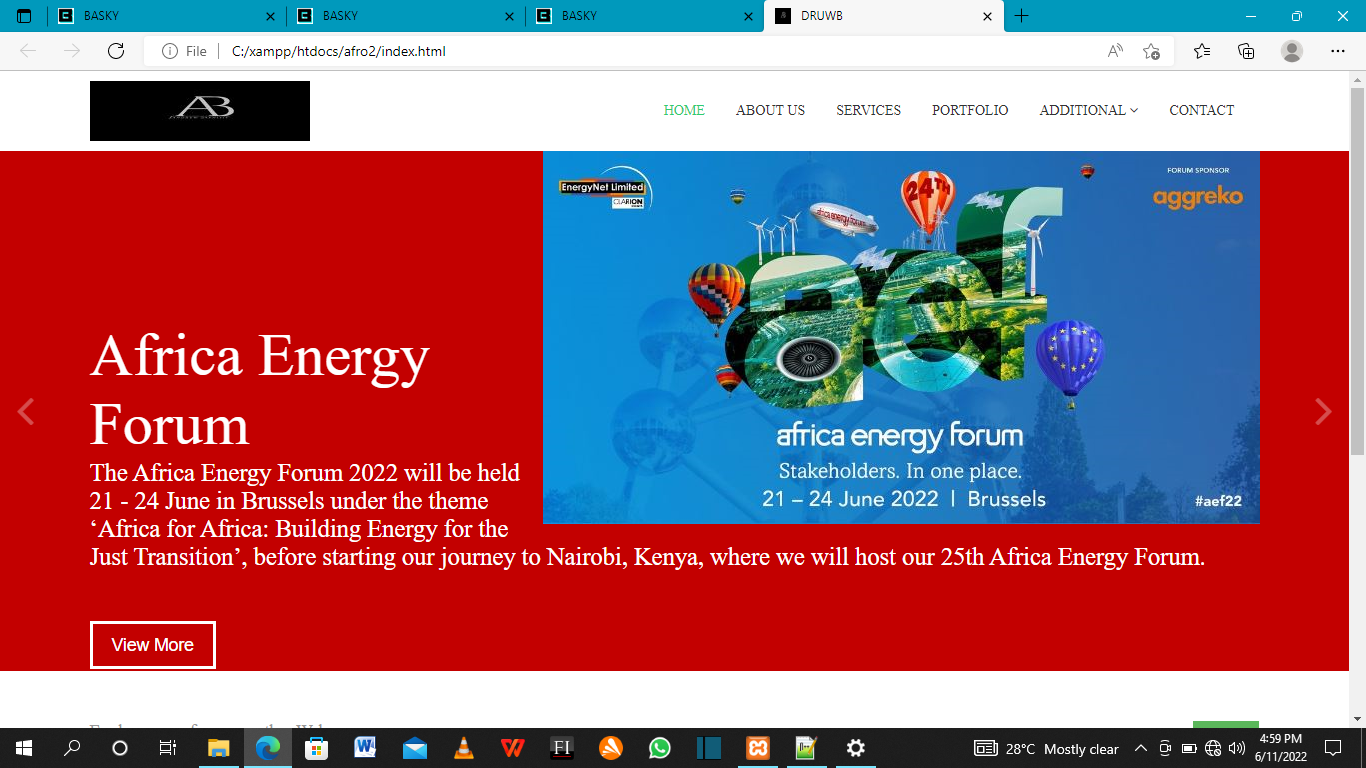 BASKY
BASKY
BASKY
DRUWB
File
C:/xampp/htdocs/afro2/index.html
AB
HOME
ABOUT US
SERVICES
PORTFOLIO
ADDITIONAL
CONTACT
EnergyNet Limited
CLARION
24TH
africa energy forum
FORUM SPONSOR
aggreko
aef
africa energy forum
Stakeholders. In one place.
21 – 24 June 2022 | Brussels
#aef22
Africa Energy
Forum
The Africa Energy Forum 2022 will be held
21 - 24 June in Brussels under the theme
‘Africa for Africa: Building Energy for the
Just Transition’, before starting our journey to Nairobi, Kenya, where we will host our 25th Africa Energy Forum.
View More
28°C Mostly clear
4:59 PM
6/11/2022